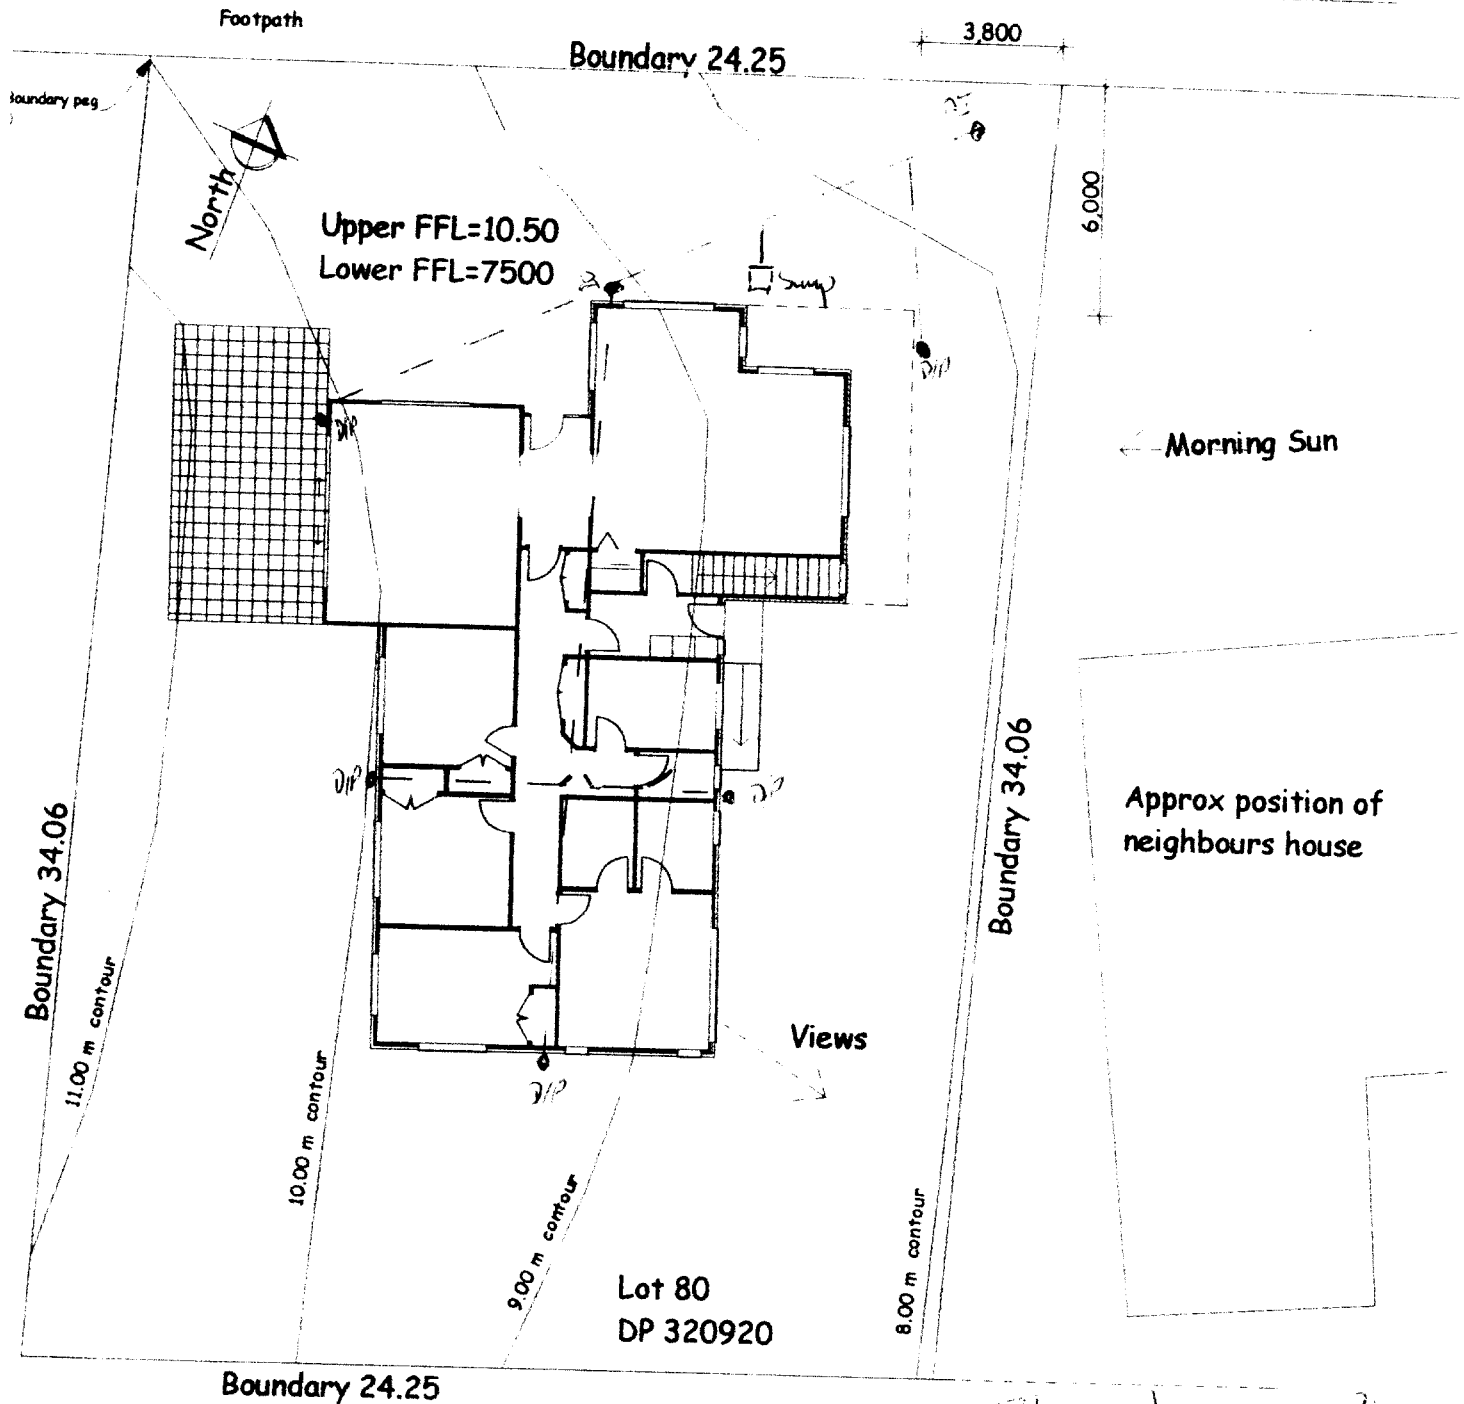 Footpath
Boundary 24.25
3,800
Boundary peg
North
6,000
Upper FFL=10.50
Lower FFL=7500
Sump
D/P
D/P
Morning Sun
D/P
D/P
Boundary 34.06
Boundary 34.06
Approx position of
neighbours house
11.00 m contour
10.00 m contour
Views
D/P
9.00 m contour
8.00 m contour
Lot 80
DP 320920
Boundary 24.25